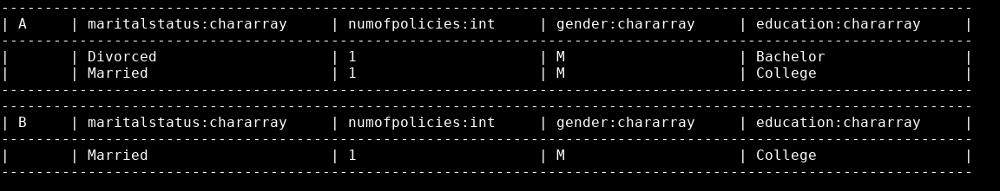 | A | maritalstatus:chararray | numofpolicies:int | gender:chararray | education:chararray |
| | Divorced | 1 | M | Bachelor |
| | Married | 1 | M | College |
| B | maritalstatus:chararray | numofpolicies:int | gender:chararray | education:chararray |
| | Married | 1 | M | College |